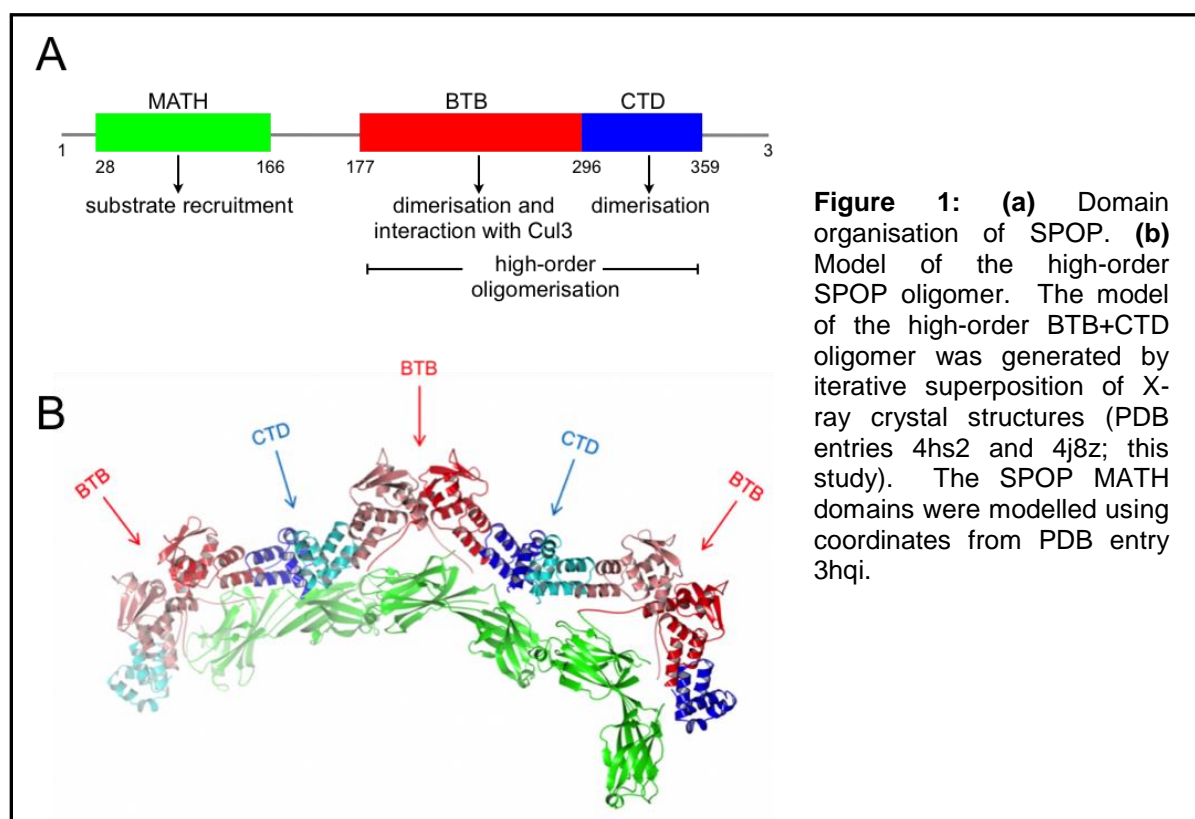 A
MATH
BTB
CTD
1
28
166
177
296
359
3
substrate recruitment
dimerisation and
interaction with Cul3
dimerisation
high-order
oligomerisation
B
BTB
CTD
BTB
CTD
BTB
Figure 1: (a) Domain
organisation of SPOP. (b)
Model of the high-order
SPOP oligomer. The model
of the high-order BTB+CTD
oligomer was generated by
iterative superposition of X-
ray crystal structures (PDB
entries 4hs2 and 4j8z; this
study). The SPOP MATH
domains were modelled using
coordinates from PDB entry
3hqi.